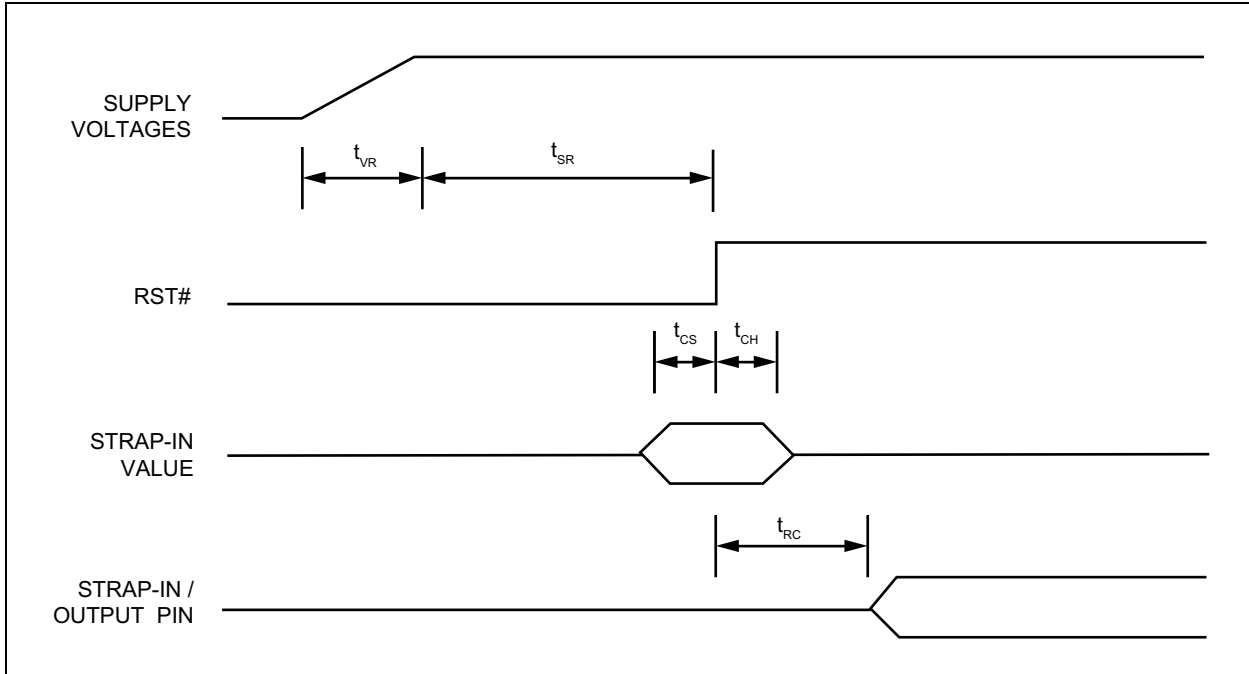 SUPPLY
VOLTAGES
tVR
tSR
RST#
tCS
tCH
STRAP-IN
VALUE
tRC
STRAP-IN /
OUTPUT PIN